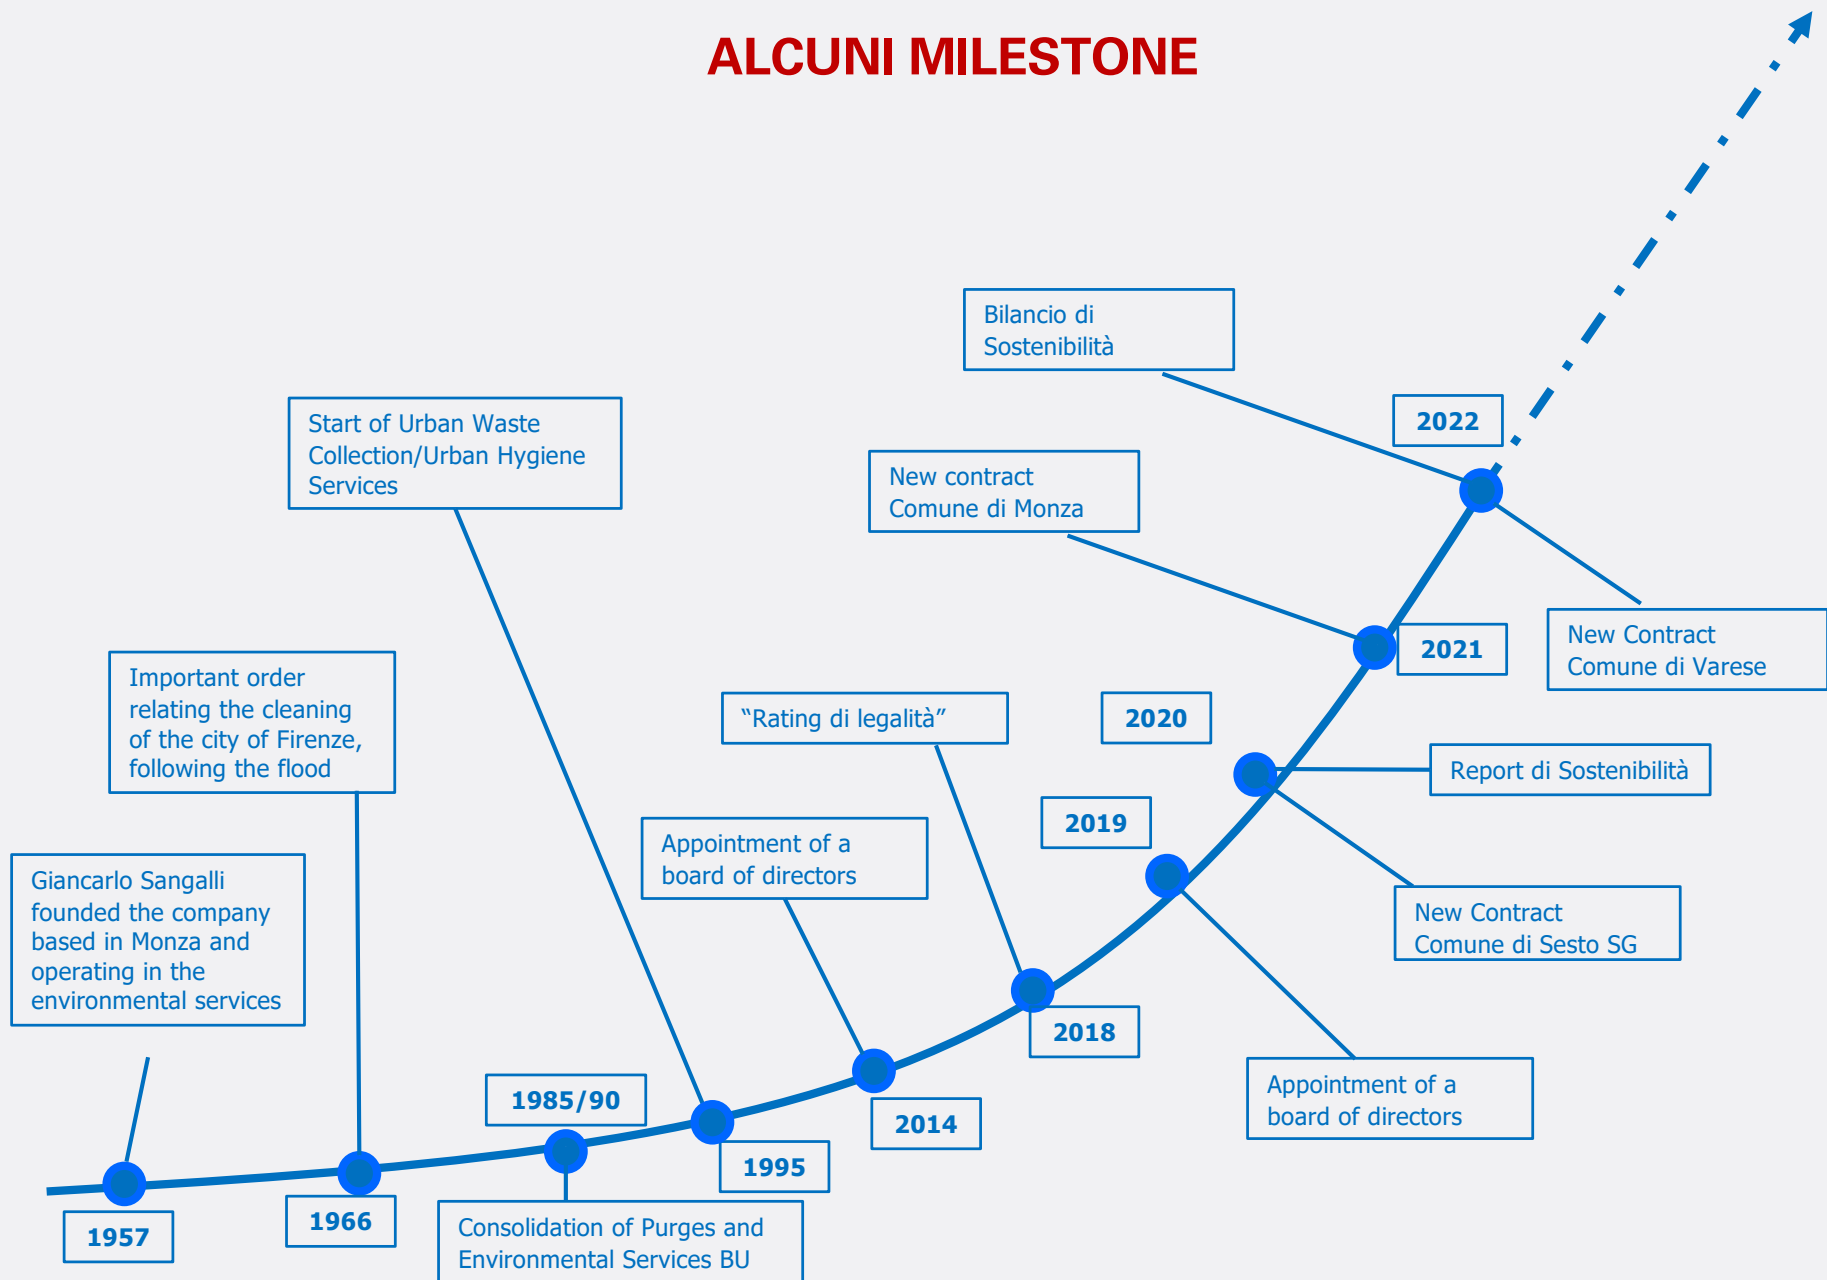 ALCUNI MILESTONE
Bilancio di
Sostenibilità
2022
Start of Urban Waste
Collection/Urban Hygiene
Services
New contract
Comune di Monza
New Contract
Comune di Varese
2021
Important order
relating the cleaning
of the city of Firenze,
following the flood
“Rating di legalità”
2020
Report di Sostenibilità
2019
Appointment of a
board of directors
Giancarlo Sangalli
founded the company
based in Monza and
operating in the
environmental services
New Contract
Comune di Sesto SG
2018
Appointment of a
board of directors
1985/90
2014
1995
1966
1957
Consolidation of Purges and
Environmental Services BU